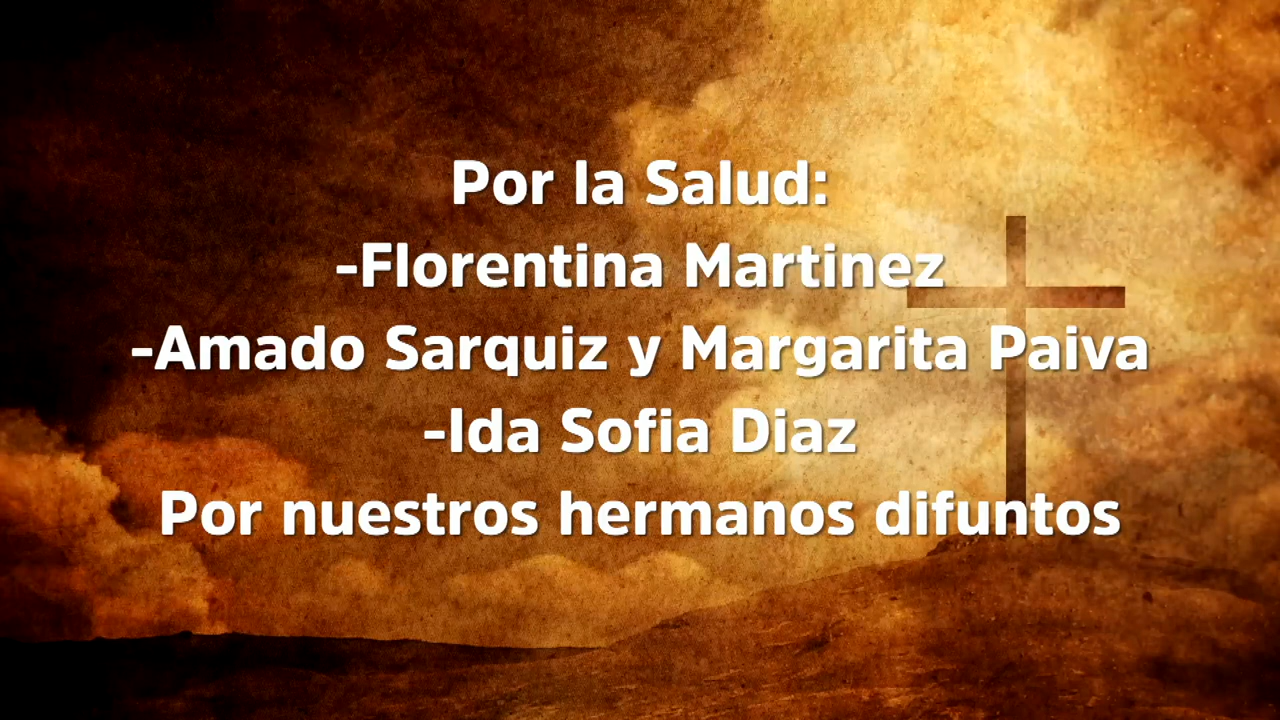 Por la Salud:
-Florentina Martinez
-Amado Sarquiz y Margarita Paiva
-Ida Sofia Diaz
Por nuestros hermanos difuntos